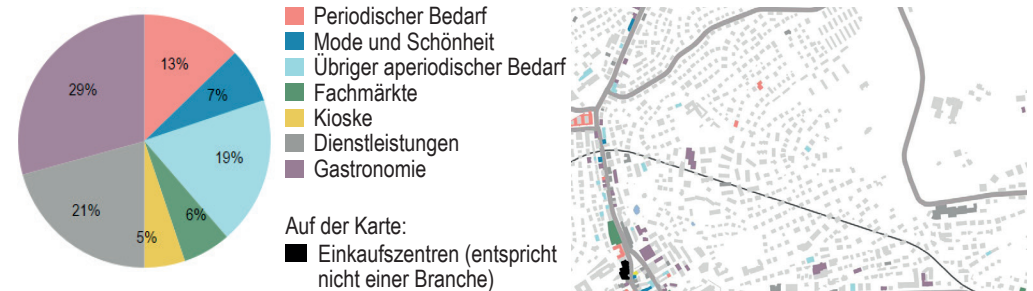 13%
7%
19%
6%
5%
21%
29%
Periodischer Bedarf
Mode und Schönheit
Übriger aperiodischer Bedarf
Fachmärkte
Kioske
Dienstleistungen
Gastronomie
Auf der Karte:
Einkaufszentren (entspricht
nicht einer Branche)